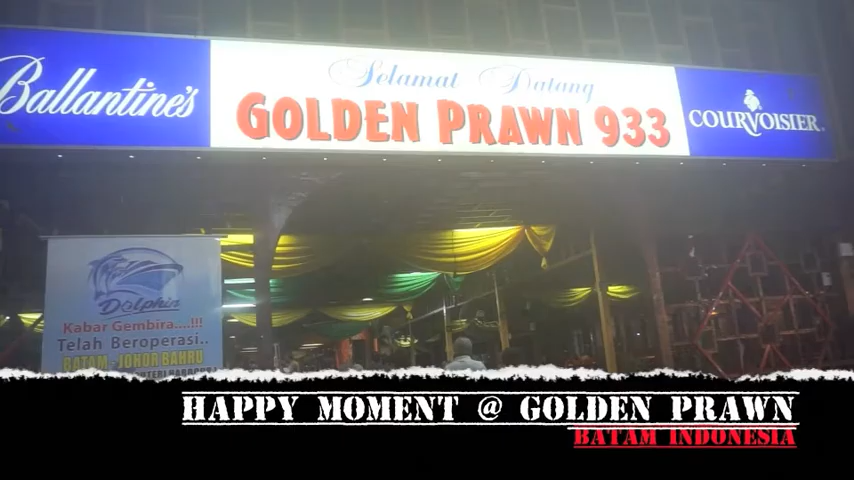 Ballantine's
Selamat Datang
GOLDEN PRAWN 933
COURVOISIER
Dolphin
KABAR GEMBIRA....!!!
TELAH BEROPERASI
BATAM - JOHOR BAHRU
HAPPY MOMENT @ GOLDEN PRAWN
BATAM INDONESIA